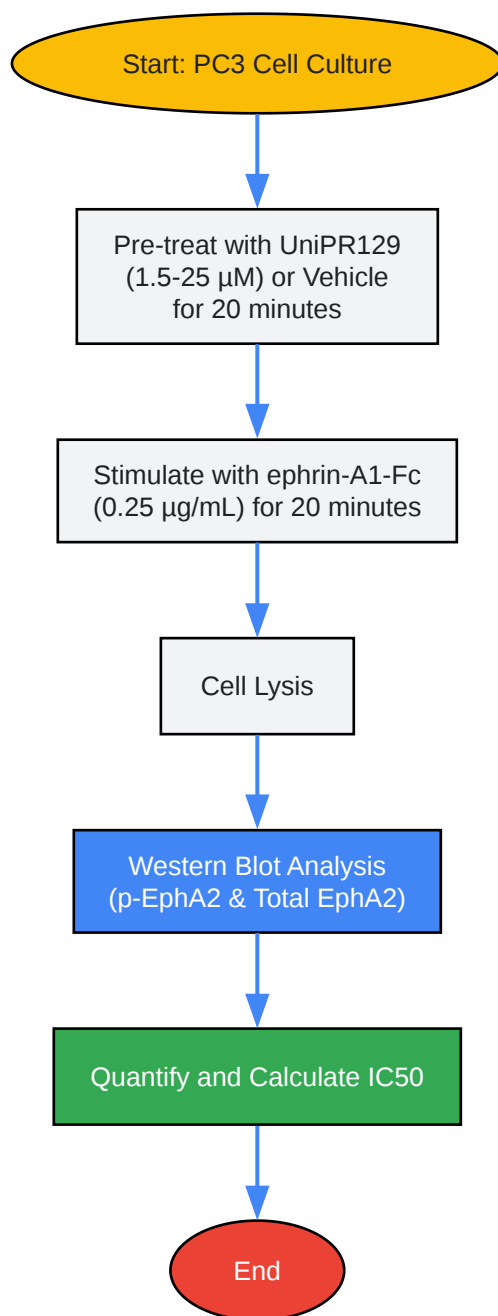 Start: PC3 Cell Culture
Pre-treat with UniPR129
(1.5-25 µM) or Vehicle
for 20 minutes
Stimulate with ephrin-A1-Fc
(0.25 µg/mL) for 20 minutes
Cell Lysis
Western Blot Analysis
(p-EphA2 & Total EphA2)
Quantify and Calculate IC50
End